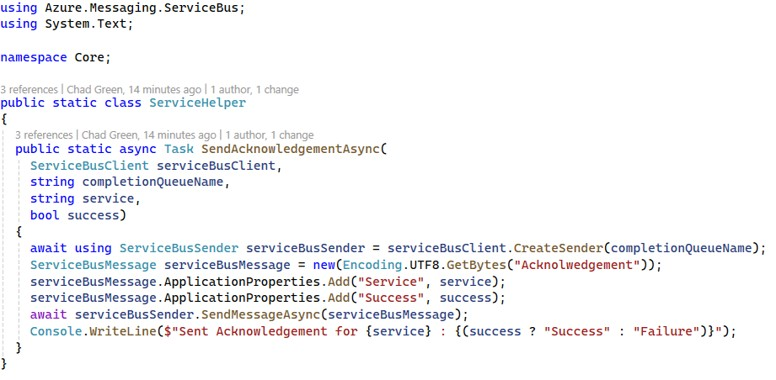 using Azure.Messaging.ServiceBus;
using System.Text;
namespace Core;
3 references | Chad Green, 14 minutes ago | 1 author, 1 change
public static class ServiceHelper
{
3 references | Chad Green, 14 minutes ago | 1 author, 1 change
public static async Task SendAcknowledgementAsync(
ServiceBusClient serviceBusClient,
string completionQueueName,
string service,
bool success)
{
await using ServiceBusSender serviceBusSender = serviceBusClient.CreateSender(completionQueueName);
ServiceBusMessage serviceBusMessage = new(Encoding.UTF8.GetBytes("Acknolwedgement"));
serviceBusMessage.ApplicationProperties.Add("Service", service);
serviceBusMessage.ApplicationProperties.Add("Success", success);
await serviceBusSender.SendMessageAsync(serviceBusMessage);
Console.WriteLine($"Sent Acknowledgement for {service} : {(success ? "Success" : "Failure")}");
}
}